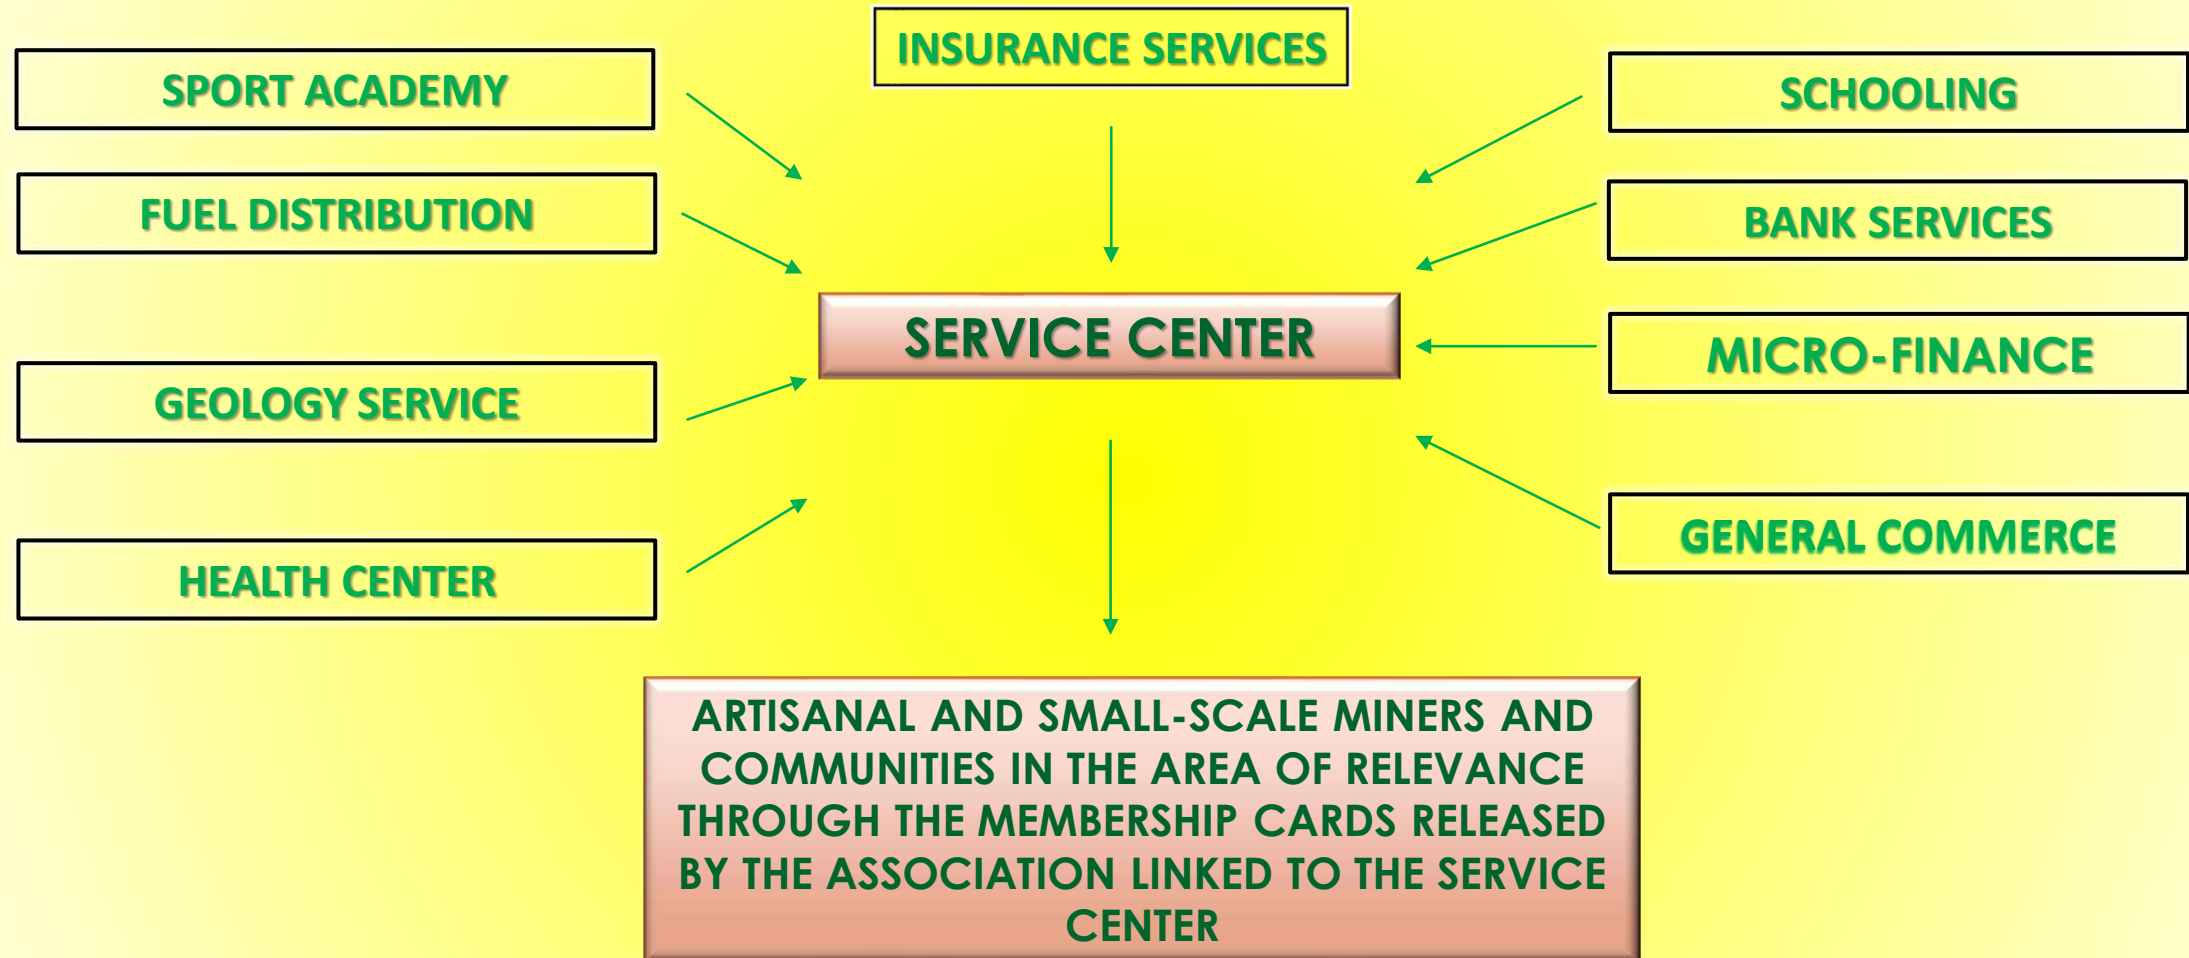 INSURANCE SERVICES
SPORT ACADEMY
SCHOOLING
FUEL DISTRIBUTION
BANK SERVICES
SERVICE CENTER
MICRO-FINANCE
GEOLOGY SERVICE
GENERAL COMMERCE
HEALTH CENTER
ARTISANAL AND SMALL-SCALE MINERS AND
COMMUNITIES IN THE AREA OF RELEVANCE
THROUGH THE MEMBERSHIP CARDS RELEASED
BY THE ASSOCIATION LINKED TO THE SERVICE
CENTER